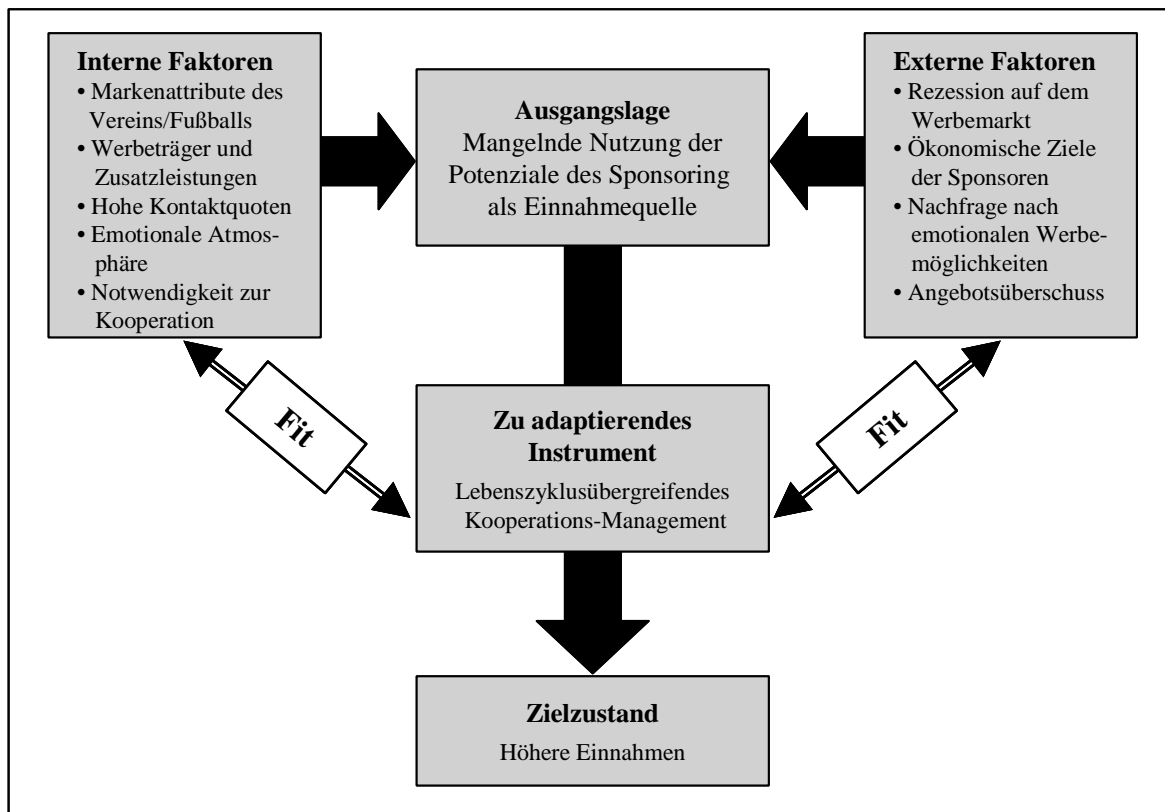 Interne Faktoren
• Markenattribute des
Vereins/Fußballs
• Werbeträger und
Zusatzleistungen
• Hohe Kontaktquoten
• Emotionale Atmos-
phäre
• Notwendigkeit zur
Kooperation
Ausgangslage
Mangelnde Nutzung der
Potenziale des Sponsoring
als Einnahmequelle
Externe Faktoren
• Rezession auf dem
Werbemarkt
• Ökonomische Ziele
der Sponsoren
• Nachfrage nach
emotionalen Werbe-
möglichkeiten
• Angebotsüberschuss
Fit
Zu adaptierendes
Instrument
Lebenszyklusübergreifendes
Kooperations-Management
Fit
Zielzustand
Höhere Einnahmen